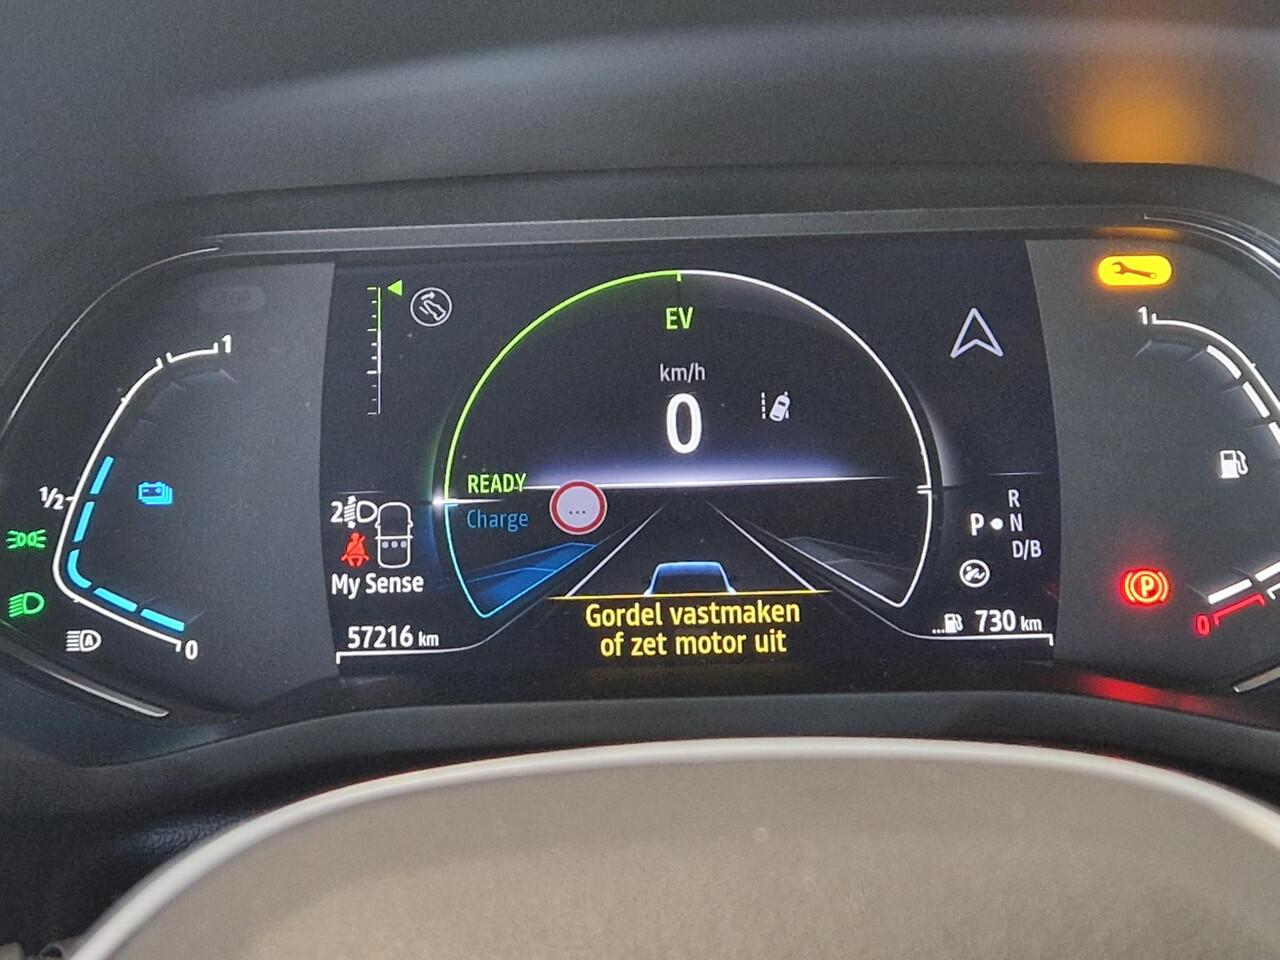 1
EV
km/h
0
1
1/2
READY
Charge
...
R
P • N
D/B
2
A
My Sense
P
57216 km
Gordel vastmaken
of zet motor uit
...
730 km
0
0